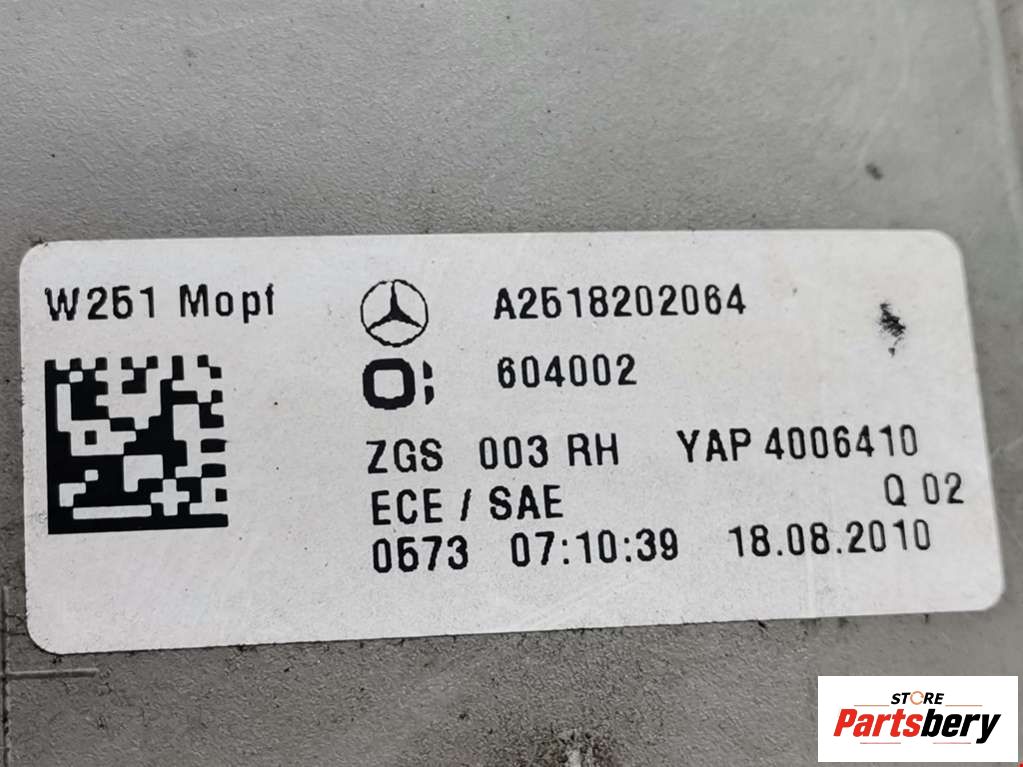 W251 Mopf
A2518202064
604002
ZGS 003 RH YAP 4006410
ECE / SAE Q 02
0573 07:10:39 18.08.2010
STORE
Partsbery